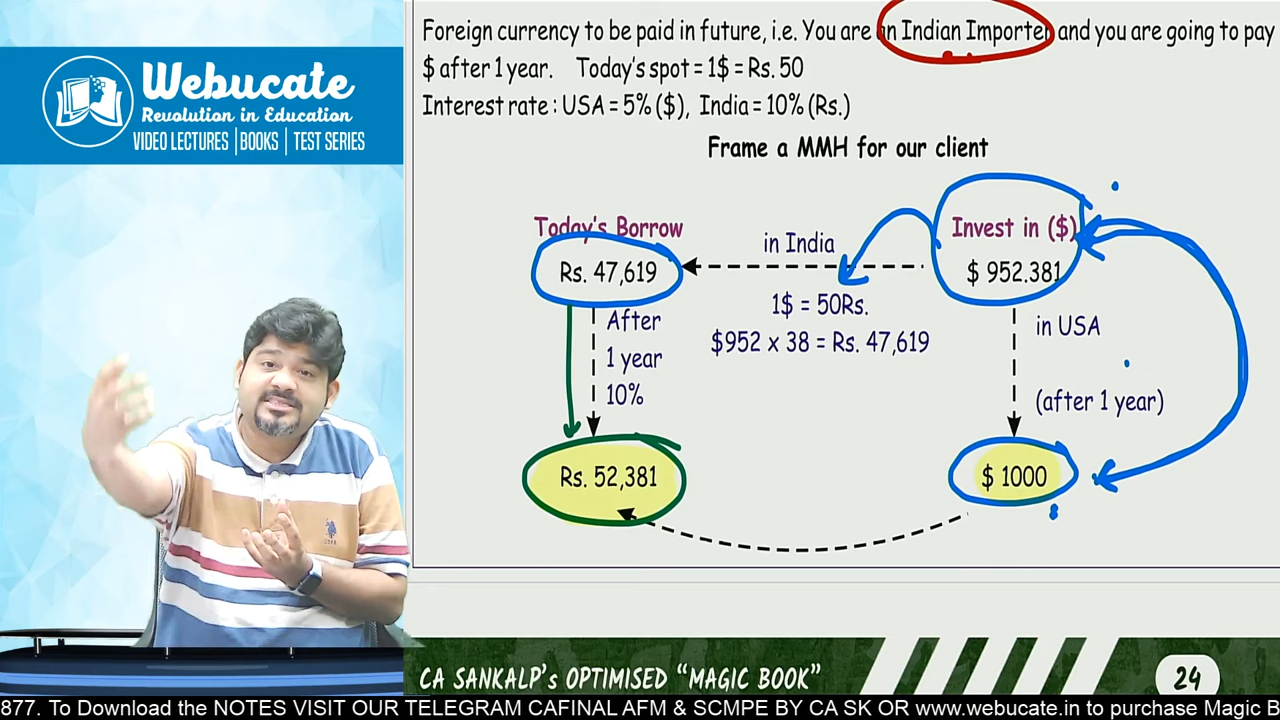 Webucate
Revolution in Education
VIDEO LECTURES | BOOKS | TEST SERIES
Foreign currency to be paid in future, i.e. You are an Indian Importer and you are going to pay
$ after 1 year. Today's spot = 1$ = Rs. 50
Interest rate : USA = 5% ($), India = 10% (Rs.)
Frame a MMH for our client
Today's Borrow
Rs. 47,619
in India
Invest in ($)
$ 952.381
1$ = 50Rs.
$952 x 38 = Rs. 47,619
After
1 year
10%
in USA
(after 1 year)
Rs. 52,381
$ 1000
CA SANKALP's OPTIMISED "MAGIC BOOK"
24
877. To Download the NOTES VISIT OUR TELEGRAM CAFINAL AFM & SCMPE BY CA SK OR www.webucate.in to purchase Magic B